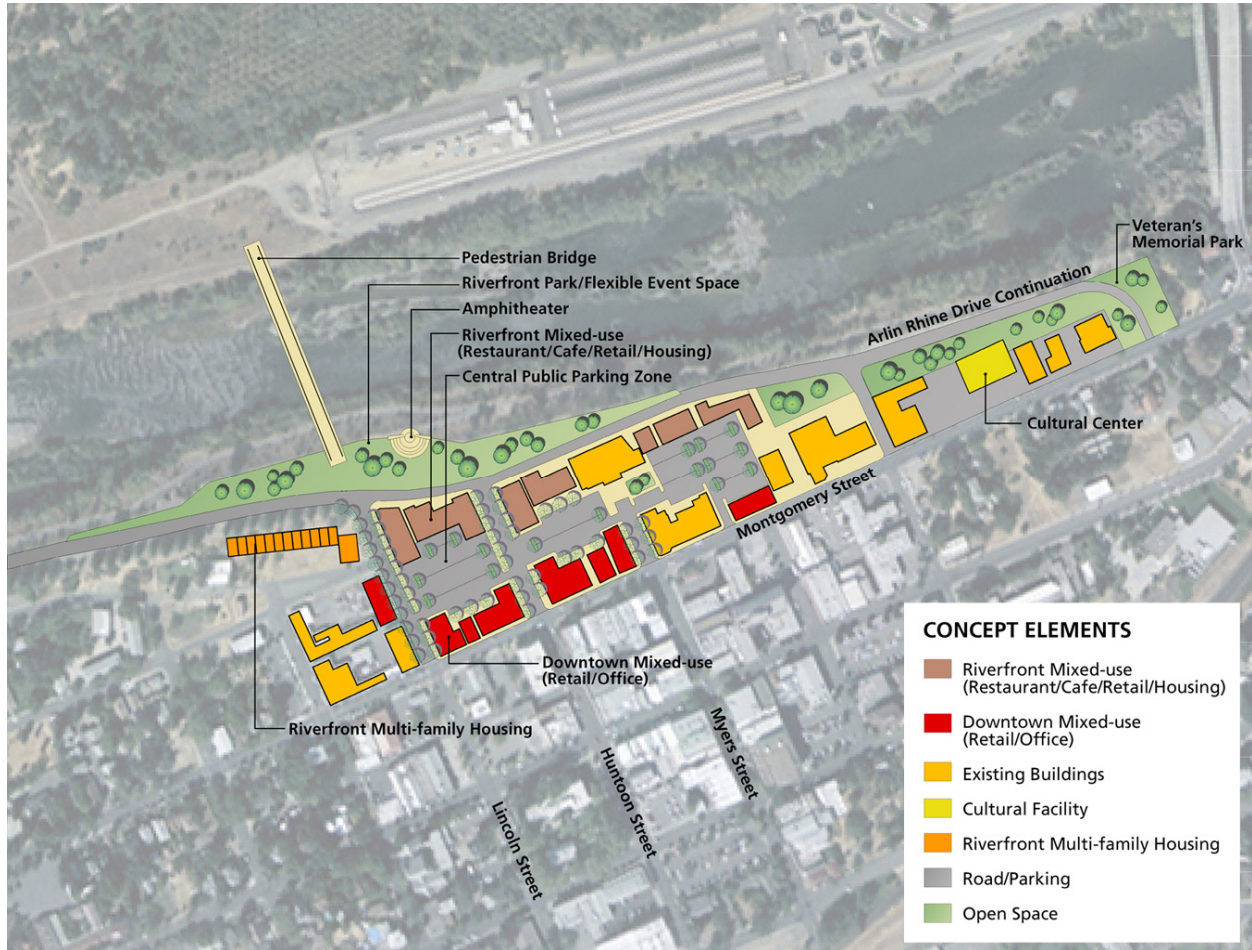 Veteran's
Memorial Park
Pedestrian Bridge
Riverfront Park/Flexible Event Space
Amphitheater
Riverfront Mixed-use
(Restaurant/Cafe/Retail/Housing)
Central Public Parking Zone
Arlin Rhine Drive Continuation
Cultural Center
Montgomery Street
Downtown Mixed-use
(Retail/Office)
Riverfront Multi-family Housing
Myers Street
Huntoon Street
Lincoln Street
CONCEPT ELEMENTS
Riverfront Mixed-use
(Restaurant/Cafe/Retail/Housing)
Downtown Mixed-use
(Retail/Office)
Existing Buildings
Cultural Facility
Riverfront Multi-family Housing
Road/Parking
Open Space